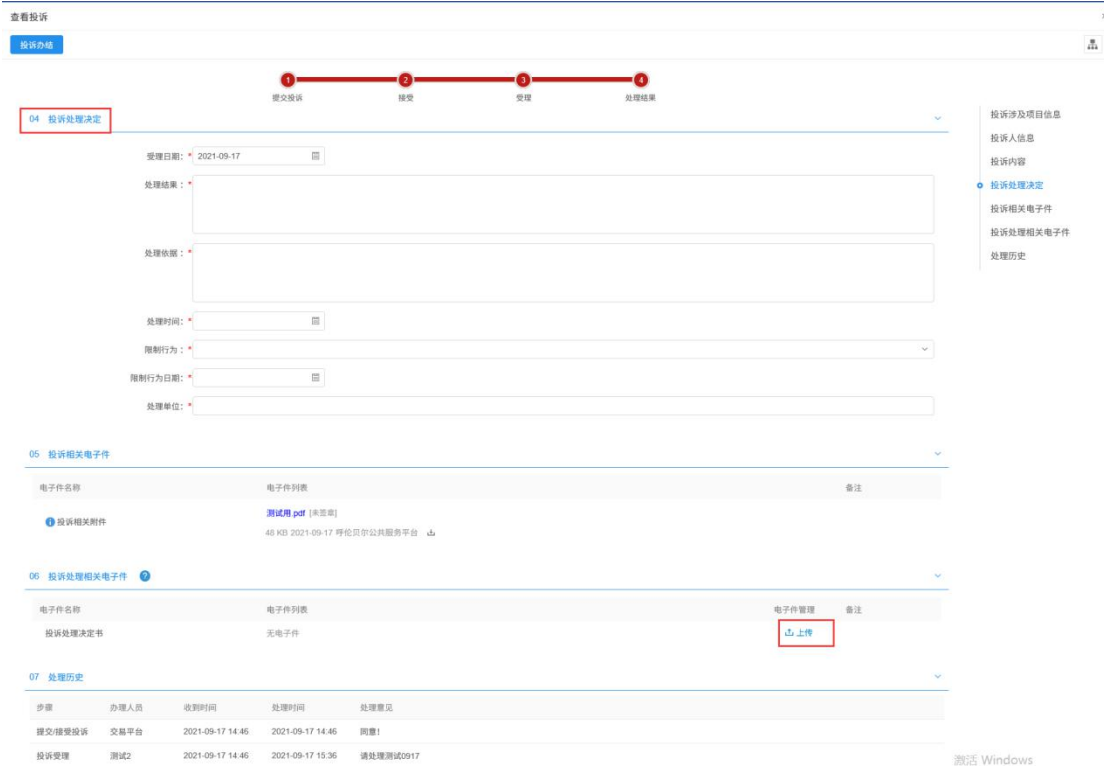 查看投诉
投诉办结
1 2 3 4
提交投诉 接受 受理 处理结果
04 投诉处理决定
受理日期：* 2021-09-17
处理结果：*
处理依据：*
处理时间：*
限制行为：*
限制行为日期：*
处理单位：*
投诉涉及项目信息
投诉人信息
投诉内容
投诉处理决定
投诉相关电子件
投诉处理相关电子件
处理历史
05 投诉相关电子件
电子件名称 电子件列表 备注
投诉相关附件 测试用.pdf [未签章]
48 KB 2021-09-17 呼伦贝尔公共服务平台
06 投诉处理相关电子件 ?
电子件名称 电子件列表 电子件管理 备注
投诉处理决定书 无电子件 上传
07 处理历史
步骤 办理人员 收到时间 处理时间 处理意见
提交/接受投诉 交易平台 2021-09-17 14:46 2021-09-17 14:46 同意!
投诉受理 测试2 2021-09-17 14:46 2021-09-17 15:36 请处理测试0917
激活 Windows